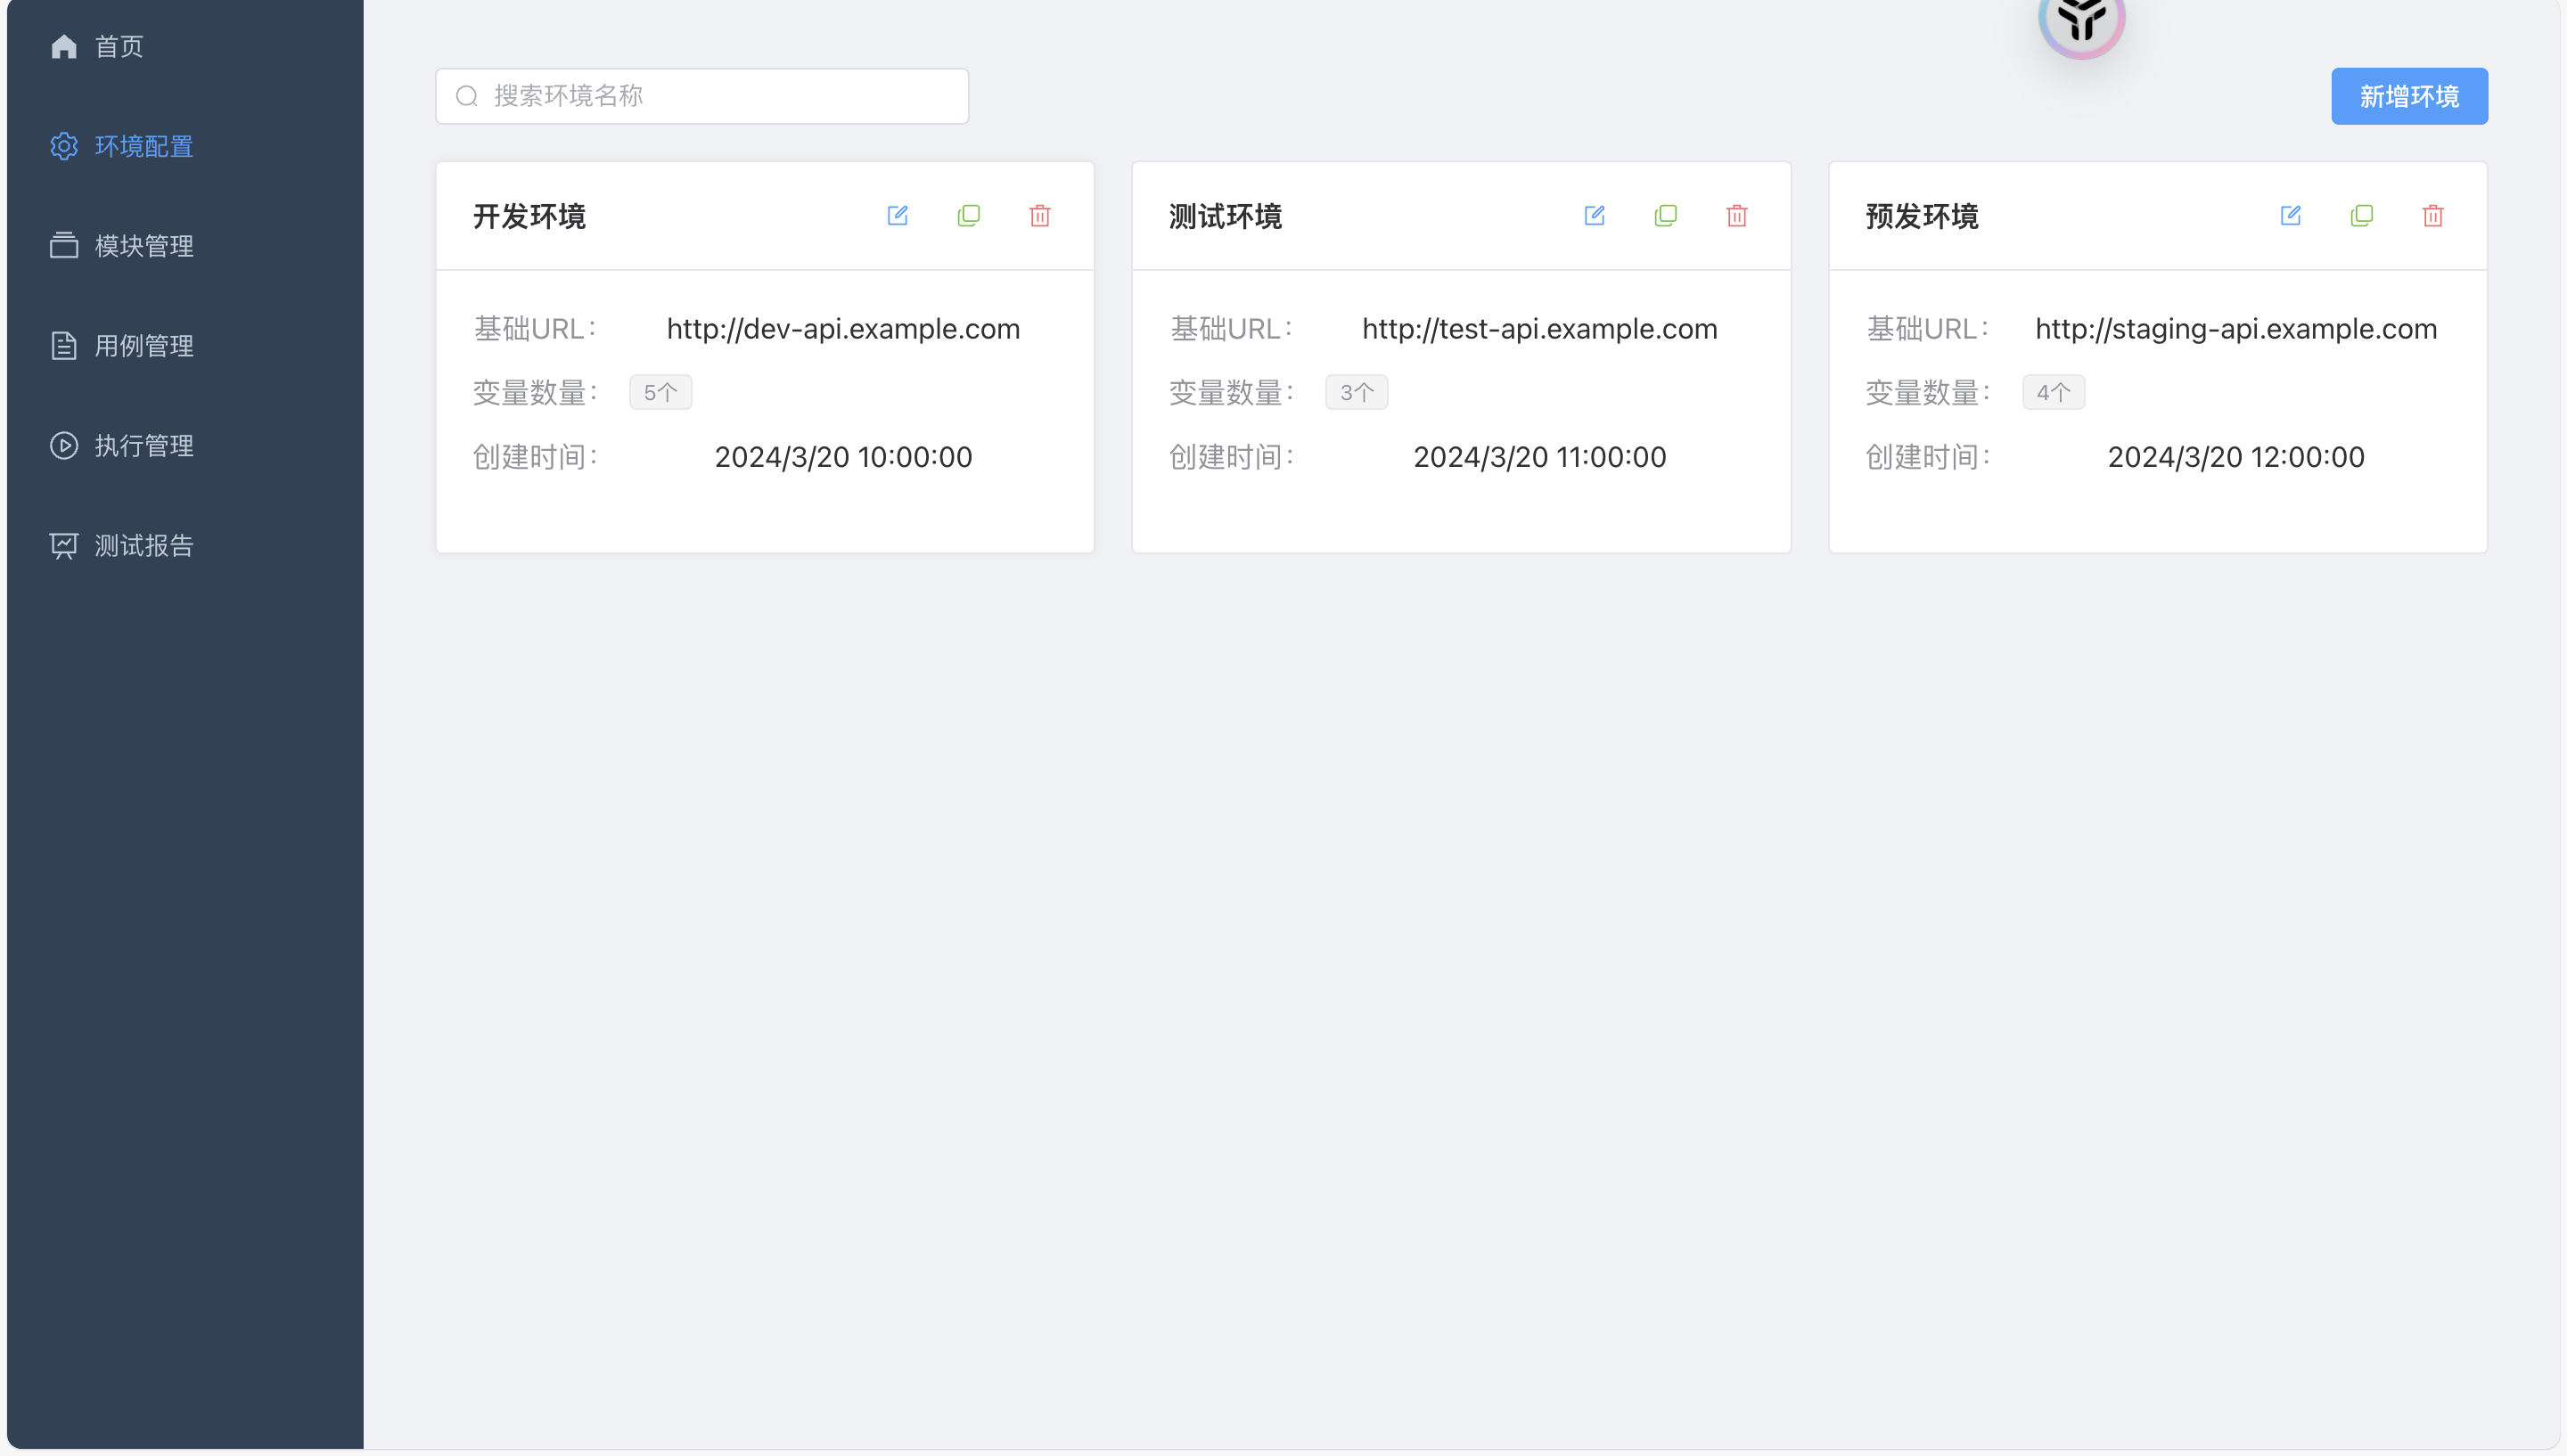 首页
环境配置
模块管理
用例管理
执行管理
测试报告
搜索环境名称
新增环境
开发环境
基础URL： http://dev-api.example.com
变量数量： 5个
创建时间： 2024/3/20 10:00:00
测试环境
基础URL： http://test-api.example.com
变量数量： 3个
创建时间： 2024/3/20 11:00:00
预发环境
基础URL： http://staging-api.example.com
变量数量： 4个
创建时间： 2024/3/20 12:00:00